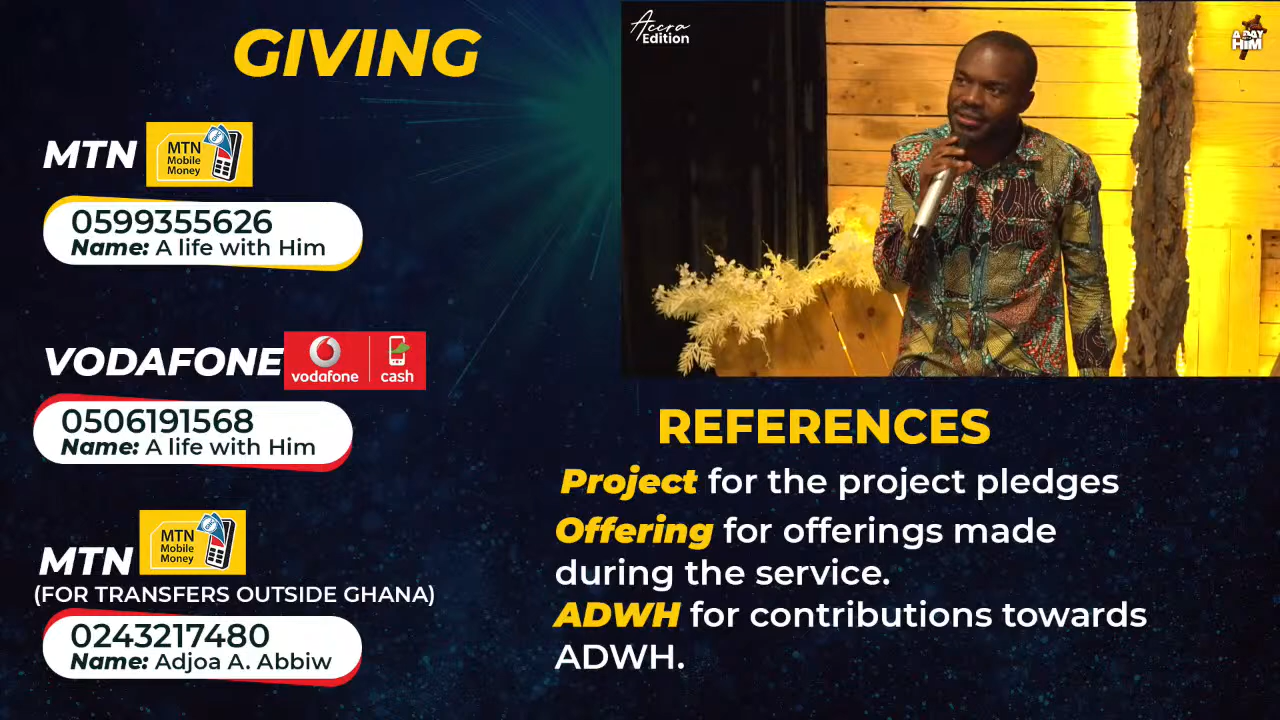 GIVING
MTN
MTN
Mobile
Money
0599355626
Name: A life with Him
VODAFONE
vodafone
cash
0506191568
Name: A life with Him
MTN
MTN
Mobile
Money
(FOR TRANSFERS OUTSIDE GHANA)
0243217480
Name: Adjoa A. Abbiw
Accra
Edition
A DAY
HIM
REFERENCES
Project for the project pledges
Offering for offerings made
during the service.
ADWH for contributions towards
ADWH.